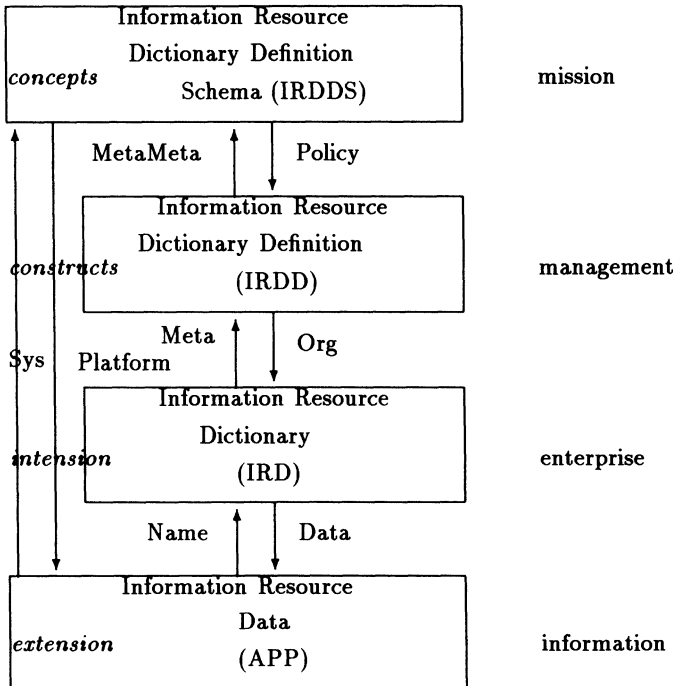 Information Resource
Dictionary Definition
concepts Schema (IRDDS) mission
MetaMeta Policy
Information Resource
Dictionary Definition
constructs (IRDD) management
Meta Org
Sys Platform
Information Resource
Dictionary
intension (IRD) enterprise
Name Data
Information Resource
Data
extension (APP) information